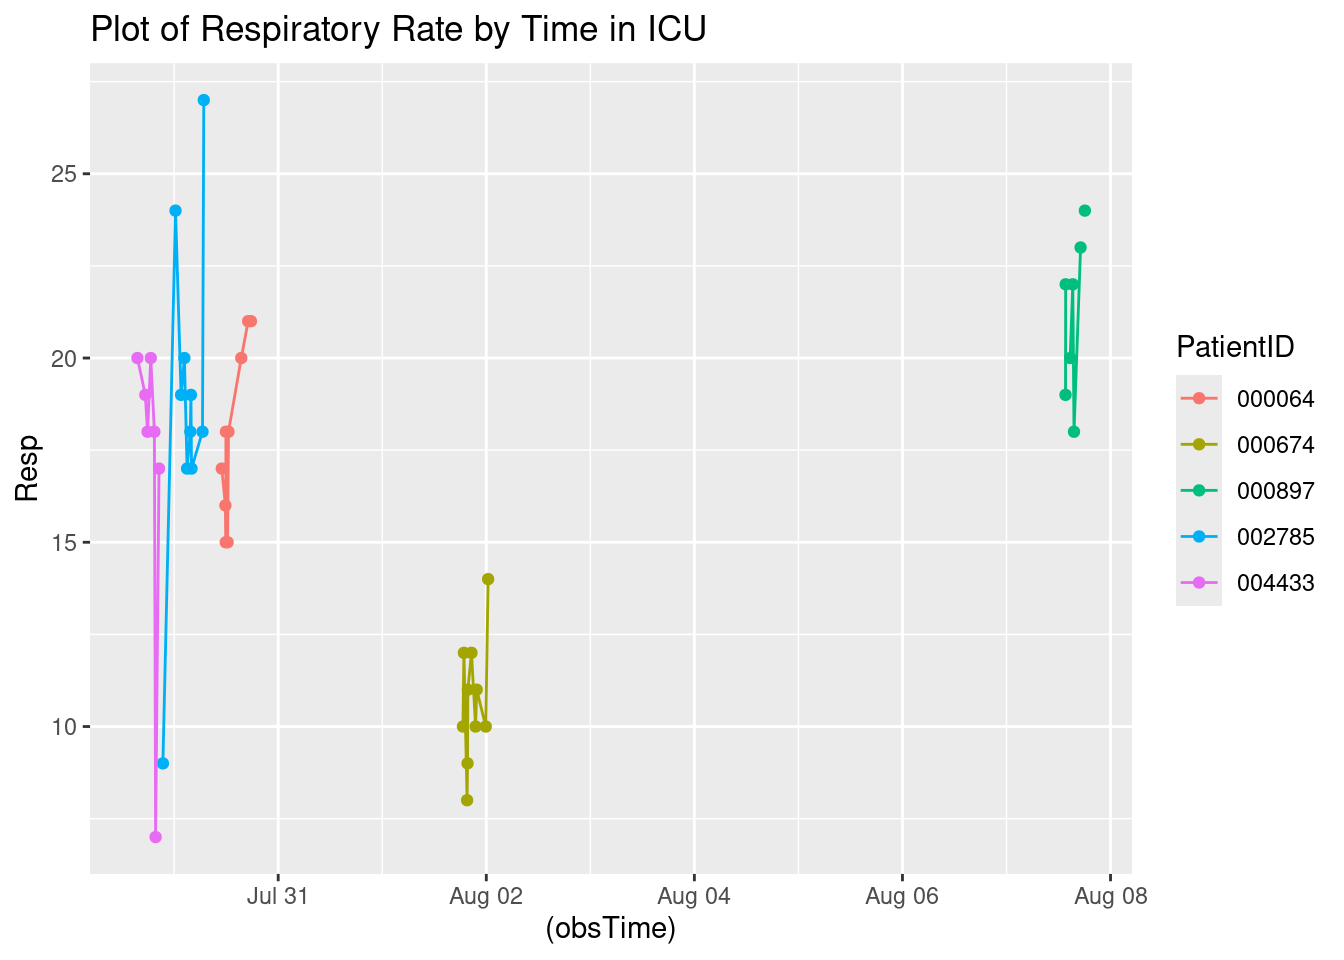 Plot of Respiratory Rate by Time in ICU
25
20
15
10
Resp
Jul 31 Aug 02 Aug 04 Aug 06 Aug 08
(obsTime)
PatientID
000064
000674
000897
002785
004433